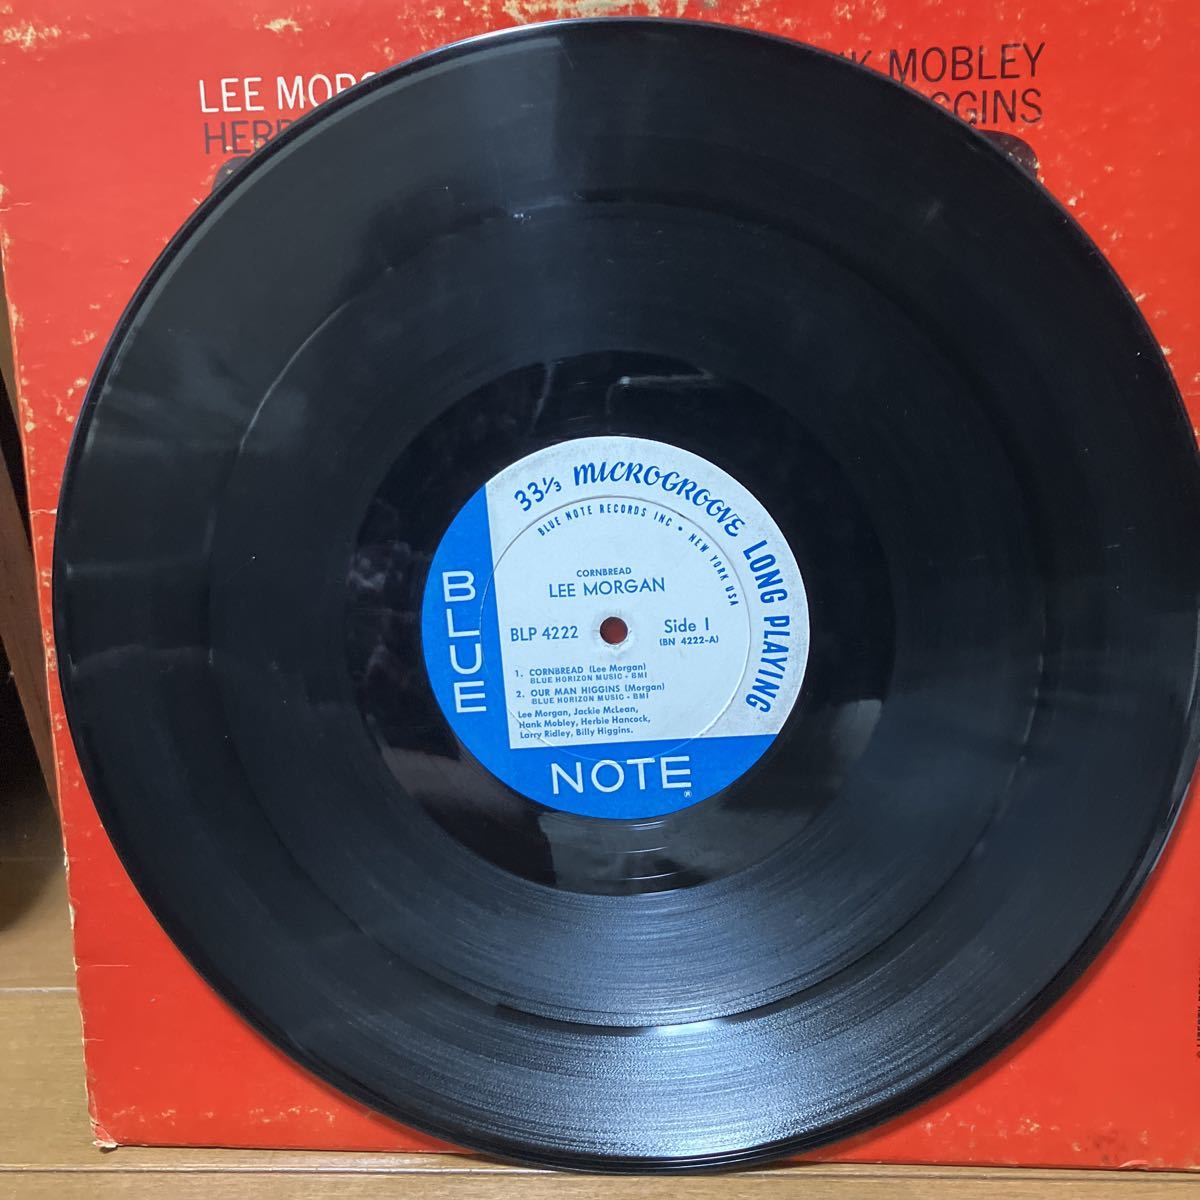 LEE MORG
MOBLEY
HERB
GGINS
33⅓ MICROGROOVE LONG PLAYING
BLUE NOTE RECORDS INC • NEW YORK USA
BLUE
CORNBREAD
LEE MORGAN
BLP 4222
Side 1
(BN 4222-A)
1. CORNBREAD (Lee Morgan)
BLUE HORIZON MUSIC - BMI
2. OUR MAN HIGGINS (Morgan)
BLUE HORIZON MUSIC - BMI
Lee Morgan, Jackie McLean,
Hank Mobley, Herbie Hancock,
Larry Ridley, Billy Higgins.
NOTE
®